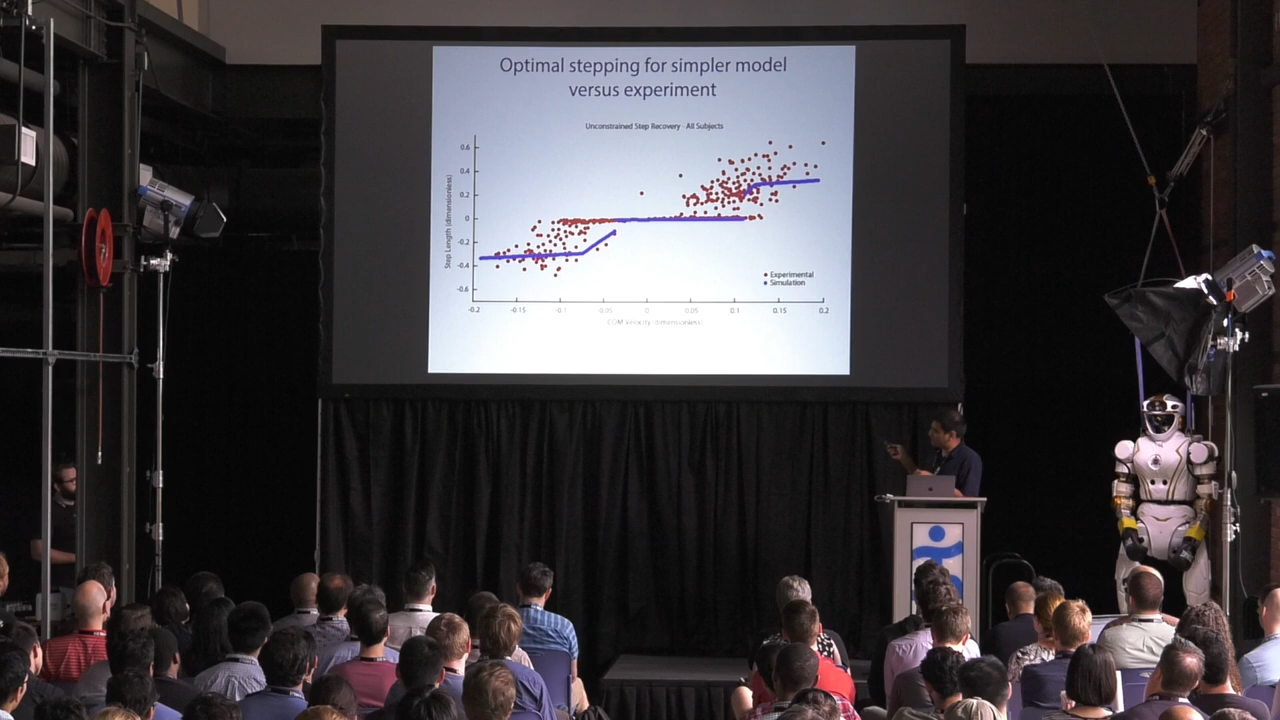 Optimal stepping for simpler model
versus experiment
Unconstrained Step Recovery - All Subjects
Step Length (dimensionless)
0.6
0.4
0.2
0
-0.2
-0.4
-0.6
-0.2 -0.15 -0.1 -0.05 0 0.05 0.1 0.15 0.2
COM Velocity (dimensionless)
Experimental
Simulation